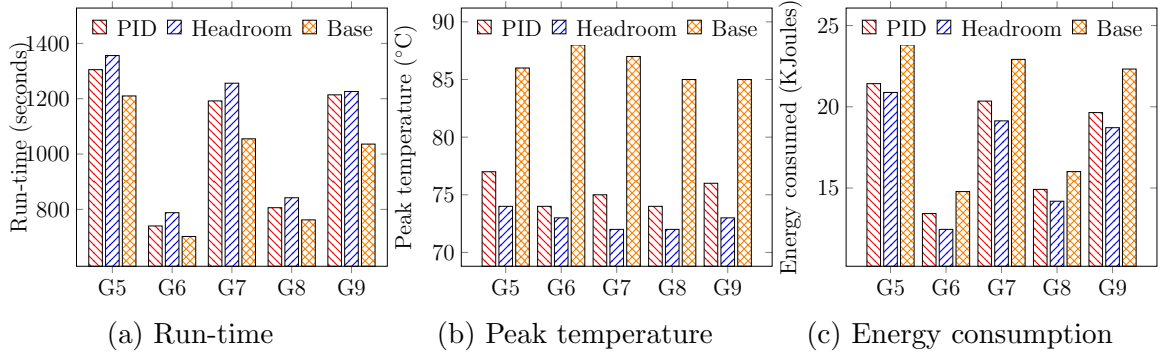 Run-time (seconds)
1400
1200
1000
800
PID Headroom Base
G5 G6 G7 G8 G9
(a) Run-time
Peak temperature (°C)
90
85
80
75
70
PID Headroom Base
G5 G6 G7 G8 G9
(b) Peak temperature
Energy consumed (KJoules)
25
20
15
PID Headroom Base
G5 G6 G7 G8 G9
(c) Energy consumption